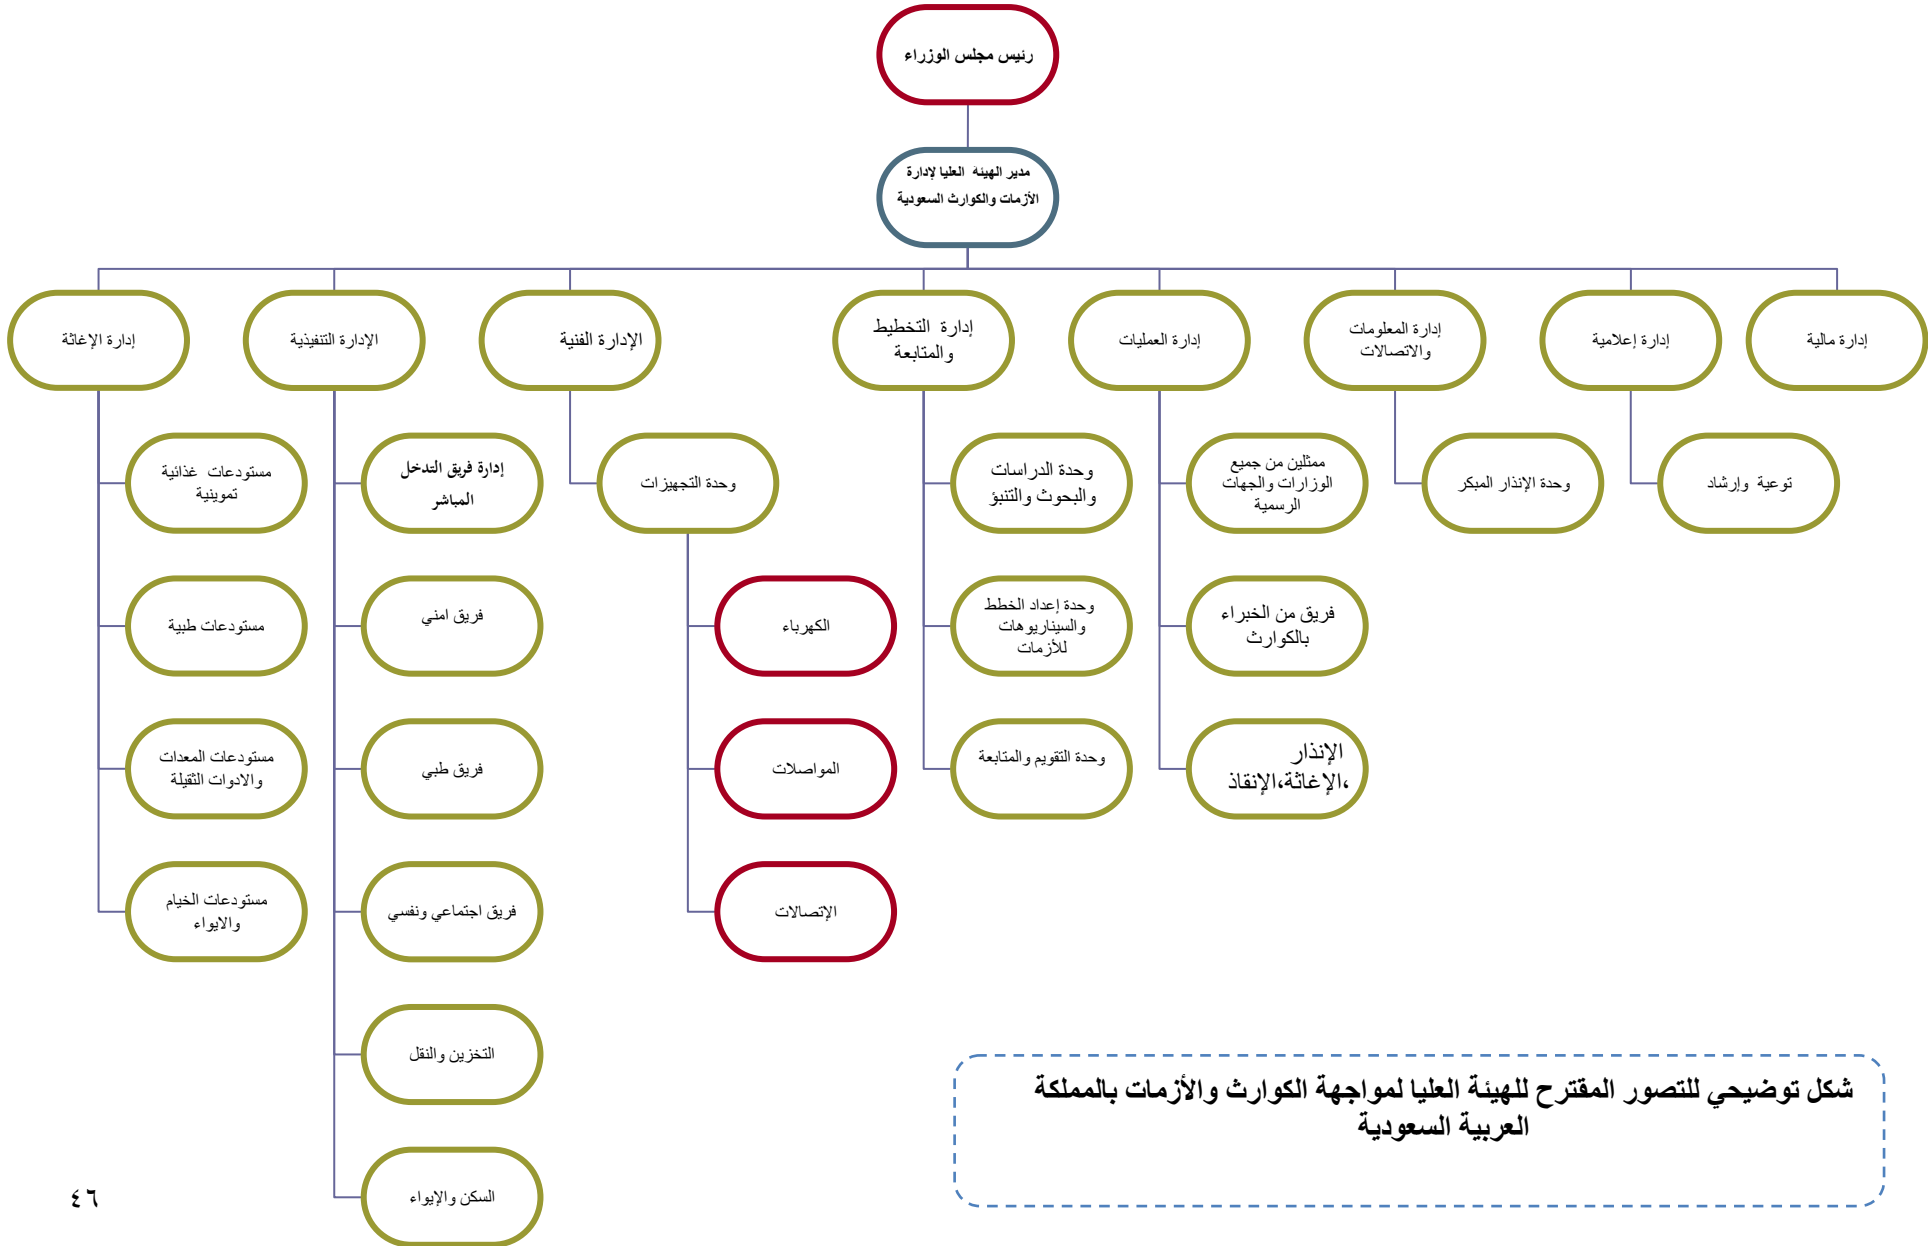 رئيس مجلس الوزراء
مدير الهيئة العليا لإدارة
الأزمات والكوارث السعودية
إدارة مالية
إدارة إعلامية
إدارة المعلومات
والاتصالات
إدارة العمليات
إدارة التخطيط
والمتابعة
الإدارة الفنية
الإدارة التنفيذية
إدارة الإغاثة
توعية وإرشاد
وحدة الإنذار المبكر
ممثلين من جميع
الوزارات والجهات
الرسمية
وحدة الدراسات
والبحوث والتنبؤ
وحدة التجهيزات
إدارة فريق التدخل
المباشر
مستودعات غذائية
تموينية
فريق من الخبراء
بالكوارث
وحدة إعداد الخطط
والسيناريوهات
للأزمات
الكهرباء
فريق امني
مستودعات طبية
الإنذار
،الإغاثة،الإنقاذ
وحدة التقويم والمتابعة
المواصلات
فريق طبي
مستودعات المعدات
والادوات الثقيلة
الإتصالات
فريق اجتماعي ونفسي
مستودعات الخيام
والايواء
التخزين والنقل
السكن والإيواء
شكل توضيحي للتصور المقترح للهيئة العليا لمواجهة الكوارث والأزمات بالمملكة
العربية السعودية
٤٦